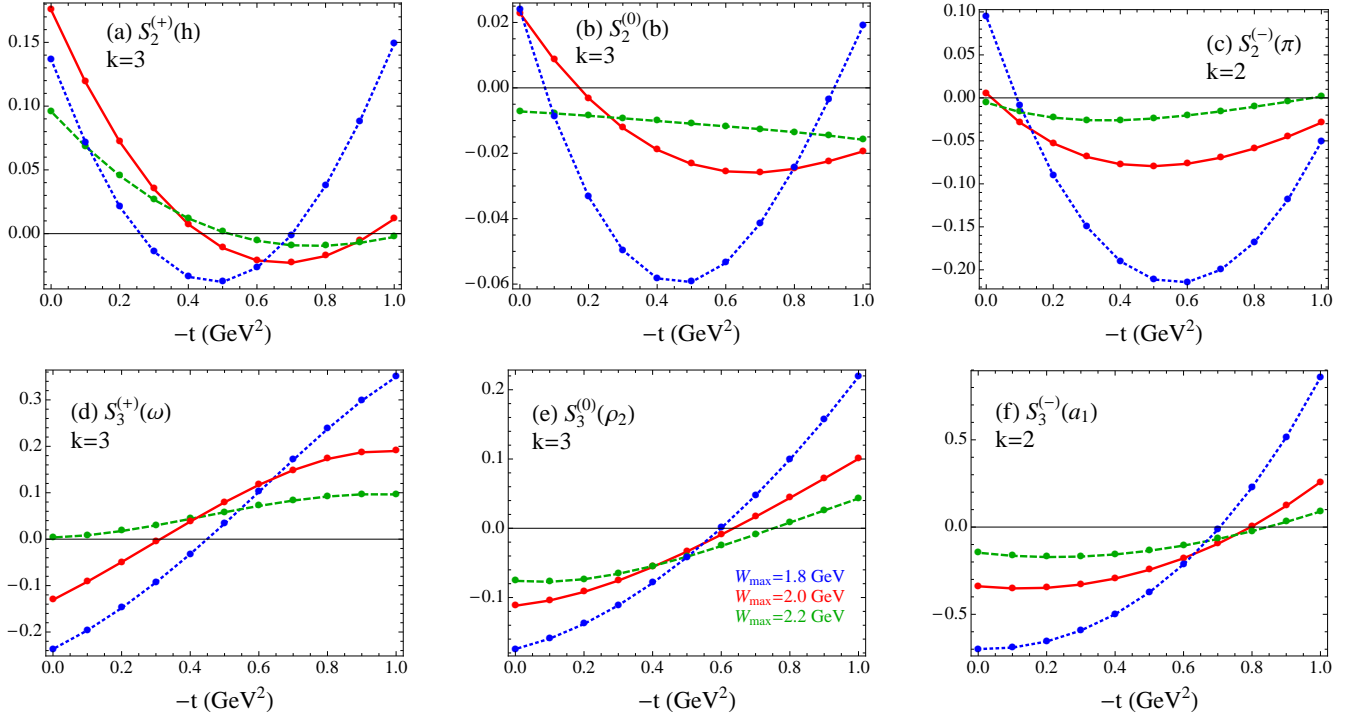 (a) S₂⁽⁺⁾(h)
k=3
0.15
0.10
0.05
0.00
0.0 0.2 0.4 0.6 0.8 1.0
−t (GeV²)
(b) S₂⁽⁰⁾(b)
k=3
0.02
0.00
−0.02
−0.04
−0.06
0.0 0.2 0.4 0.6 0.8 1.0
−t (GeV²)
(c) S₂⁽⁻⁾(π)
k=2
0.10
0.05
0.00
−0.05
−0.10
−0.15
−0.20
0.0 0.2 0.4 0.6 0.8 1.0
−t (GeV²)
(d) S₃⁽⁺⁾(ω)
k=3
0.3
0.2
0.1
0.0
−0.1
−0.2
0.0 0.2 0.4 0.6 0.8 1.0
−t (GeV²)
(e) S₃⁽⁰⁾(ρ₂)
k=3
0.2
0.1
0.0
−0.1
W_max=1.8 GeV
W_max=2.0 GeV
W_max=2.2 GeV
0.0 0.2 0.4 0.6 0.8 1.0
−t (GeV²)
(f) S₃⁽⁻⁾(a₁)
k=2
0.5
0.0
−0.5
0.0 0.2 0.4 0.6 0.8 1.0
−t (GeV²)